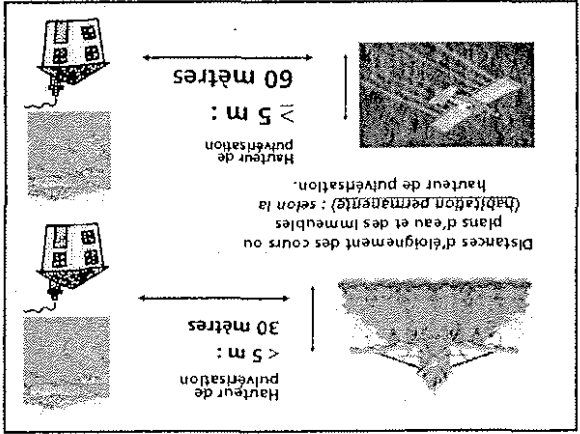 Hauteur de
pulvérisation
< 5 m :
30 mètres
Distances d'éloignement des cours ou
plans d'eau et des immeubles
(habitation permanente) : selon la
hauteur de pulvérisation.
Hauteur de
pulvérisation
≥ 5 m :
60 mètres